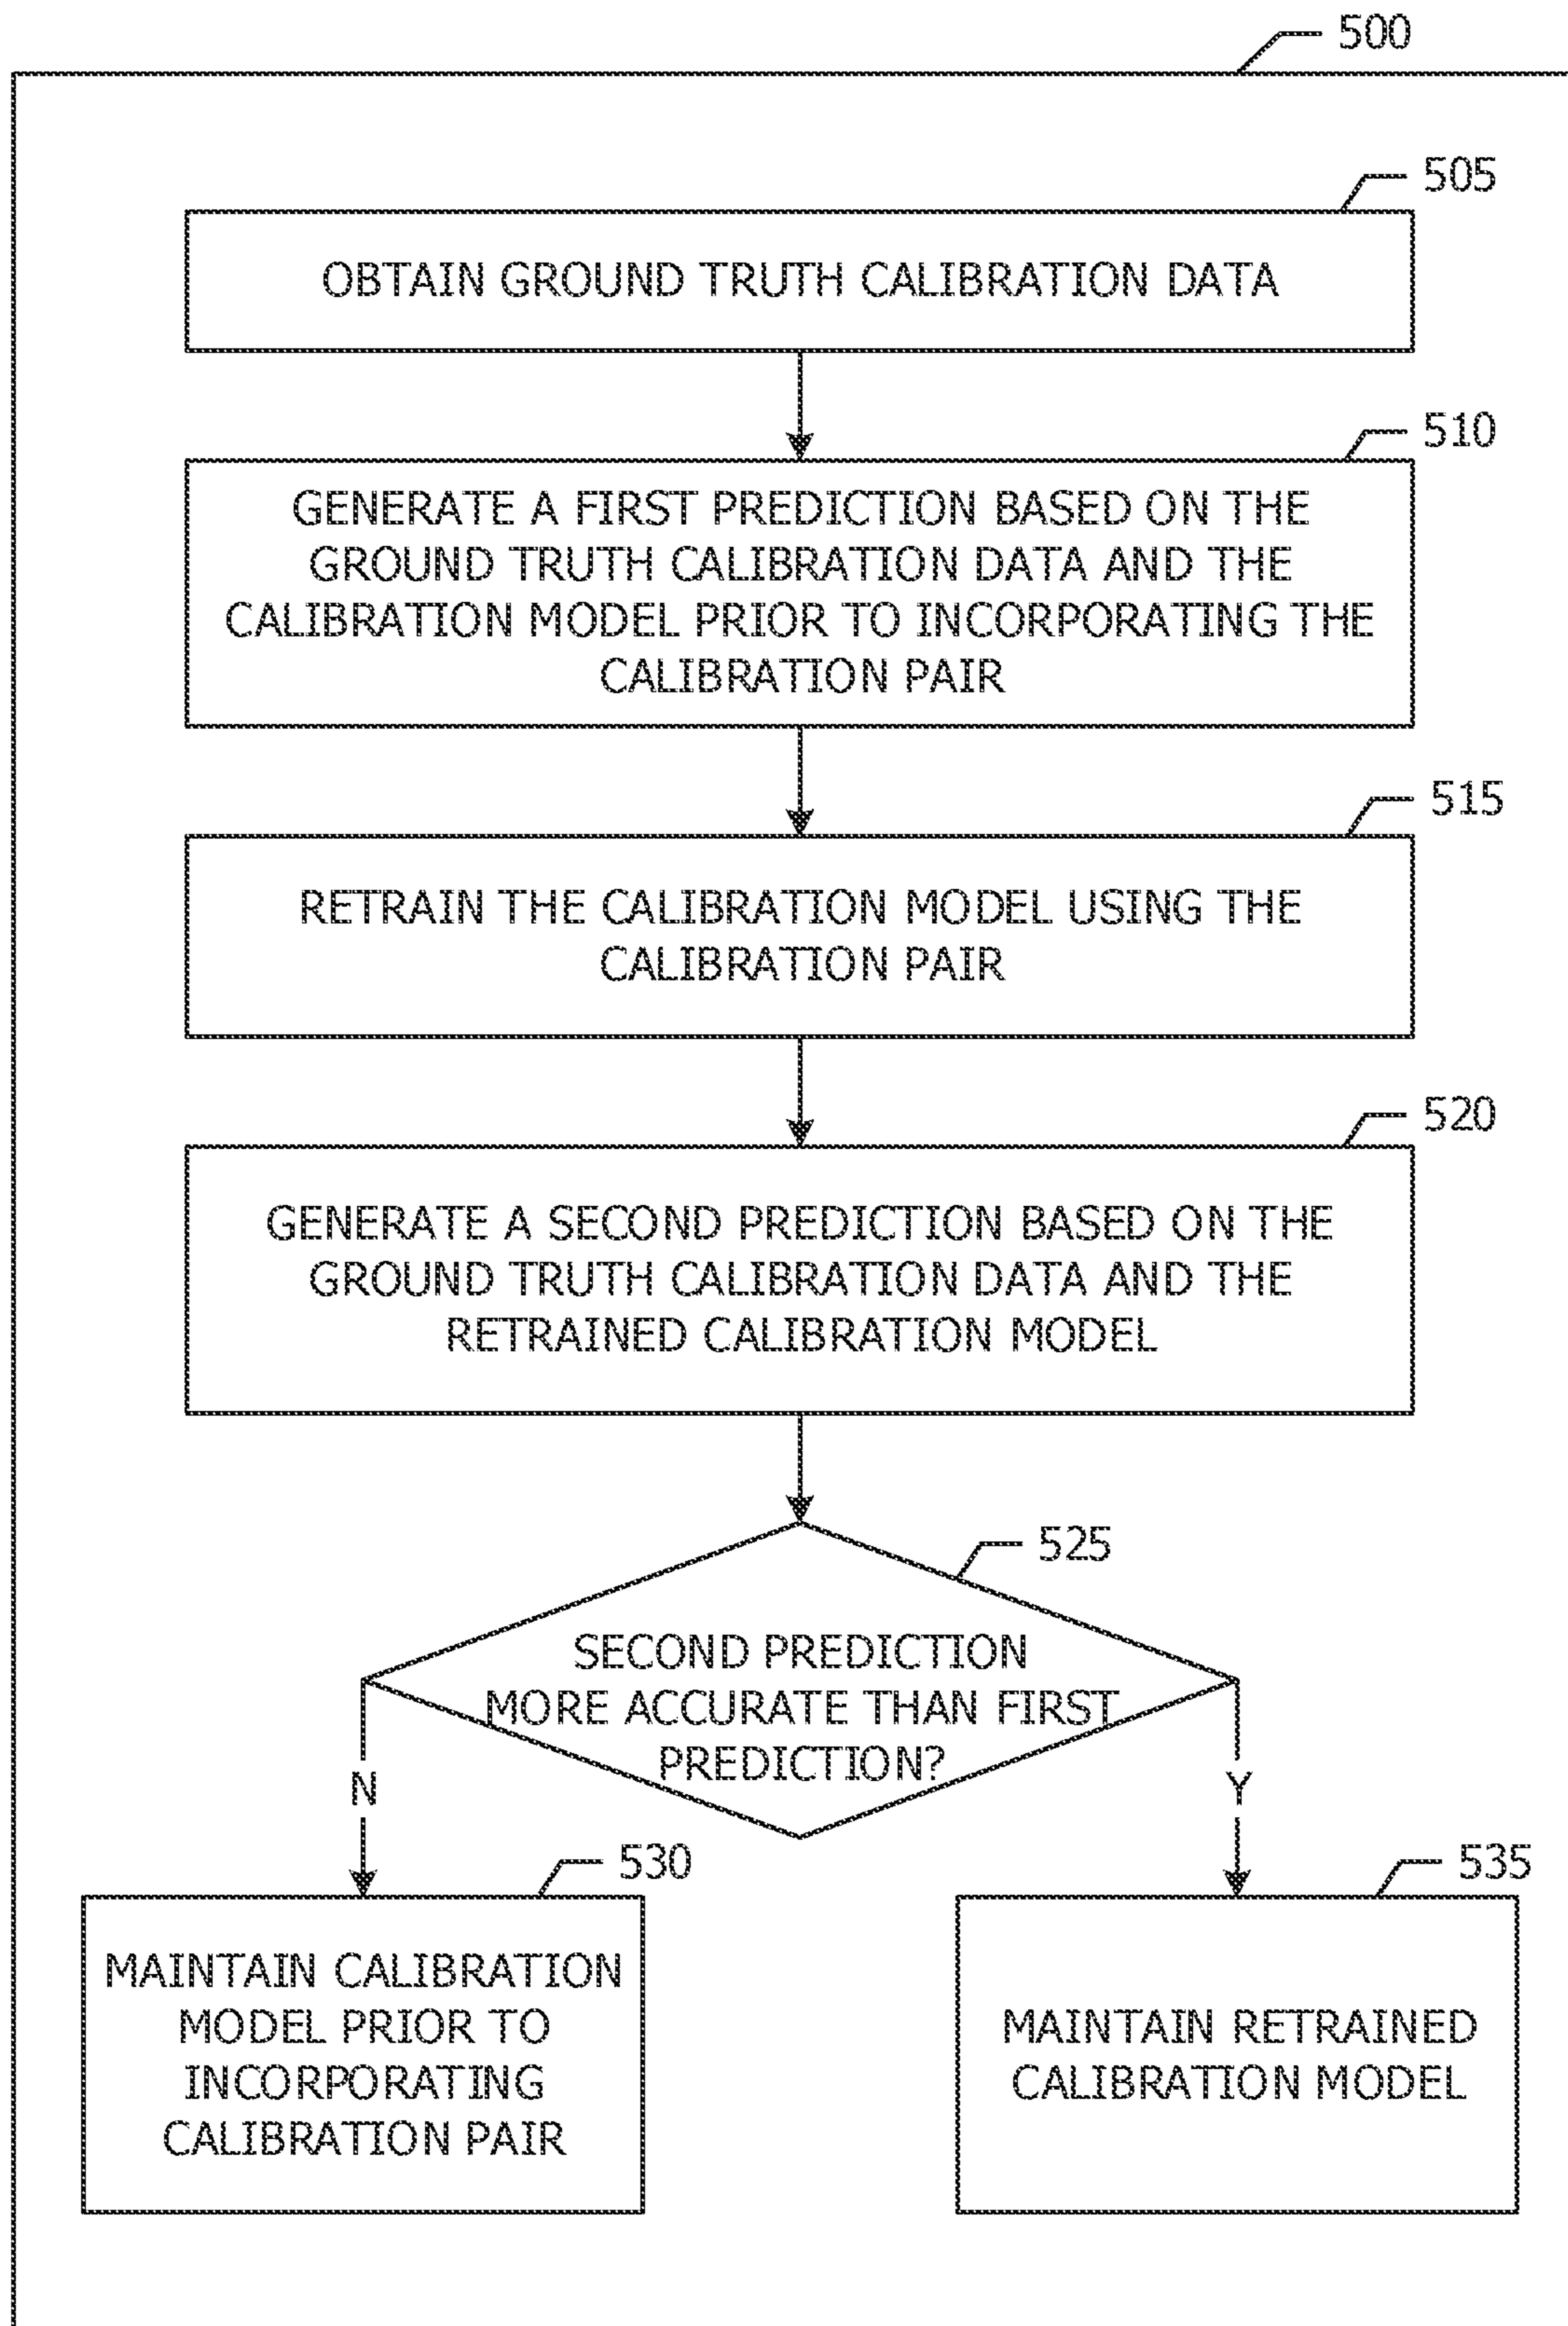 500
505
OBTAIN GROUND TRUTH CALIBRATION DATA
510
GENERATE A FIRST PREDICTION BASED ON THE
GROUND TRUTH CALIBRATION DATA AND THE
CALIBRATION MODEL PRIOR TO INCORPORATING THE
CALIBRATION PAIR
515
RETRAIN THE CALIBRATION MODEL USING THE
CALIBRATION PAIR
520
GENERATE A SECOND PREDICTION BASED ON THE
GROUND TRUTH CALIBRATION DATA AND THE
RETRAINED CALIBRATION MODEL
525
SECOND PREDICTION
MORE ACCURATE THAN FIRST
PREDICTION?
N
Y
530
MAINTAIN CALIBRATION
MODEL PRIOR TO
INCORPORATING
CALIBRATION PAIR
535
MAINTAIN RETRAINED
CALIBRATION MODEL